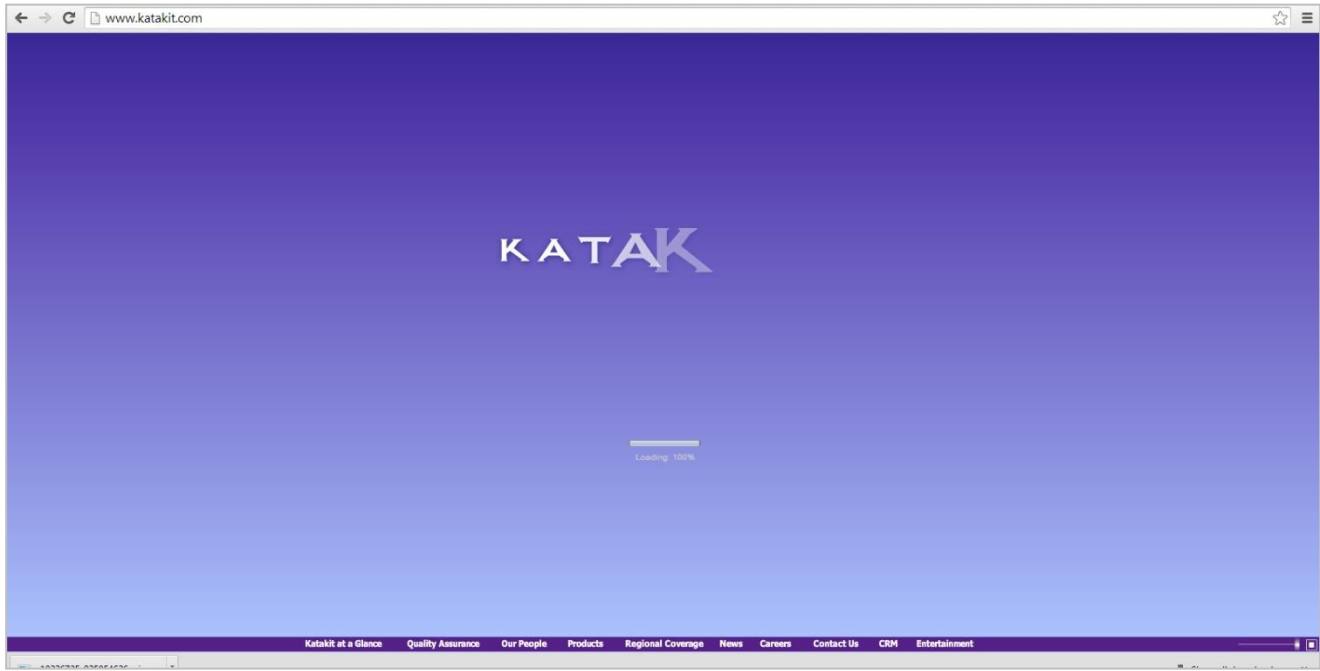 www.katakit.com
KATAK
Loading: 100%
Katakit at a Glance Quality Assurance Our People Products Regional Coverage News Careers Contact Us CRM Entertainment